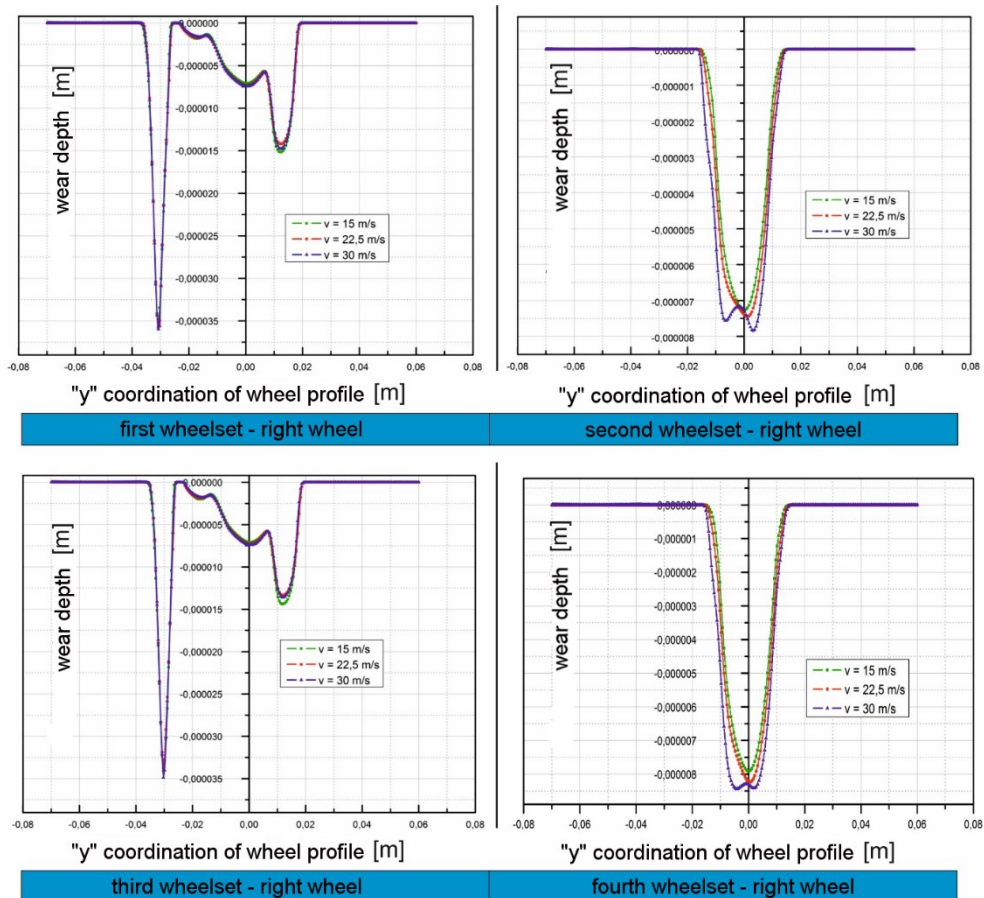 0,000000
-0,000005
-0,000010
-0,000015
-0,000020
-0,000025
-0,000030
-0,000035
wear depth [m]
v = 15 m/s
v = 22,5 m/s
v = 30 m/s
-0,08 -0,06 -0,04 -0,02 0,00 0,02 0,04 0,06 0,08
"y" coordination of wheel profile [m]
first wheelset - right wheel
0,000000
-0,000001
-0,000002
-0,000003
-0,000004
-0,000005
-0,000006
-0,000007
-0,000008
wear depth [m]
v = 15 m/s
v = 22,5 m/s
v = 30 m/s
-0,08 -0,06 -0,04 -0,02 0,00 0,02 0,04 0,06 0,08
"y" coordination of wheel profile [m]
second wheelset - right wheel
0,000000
-0,000005
-0,000010
-0,000015
-0,000020
-0,000025
-0,000030
-0,000035
wear depth [m]
v = 15 m/s
v = 22,5 m/s
v = 30 m/s
-0,08 -0,06 -0,04 -0,02 0,00 0,02 0,04 0,06 0,08
"y" coordination of wheel profile [m]
third wheelset - right wheel
0,000000
-0,000001
-0,000002
-0,000003
-0,000004
-0,000005
-0,000006
-0,000007
-0,000008
wear depth [m]
v = 15 m/s
v = 22,5 m/s
v = 30 m/s
-0,08 -0,06 -0,04 -0,02 0,00 0,02 0,04 0,06 0,08
"y" coordination of wheel profile [m]
fourth wheelset - right wheel